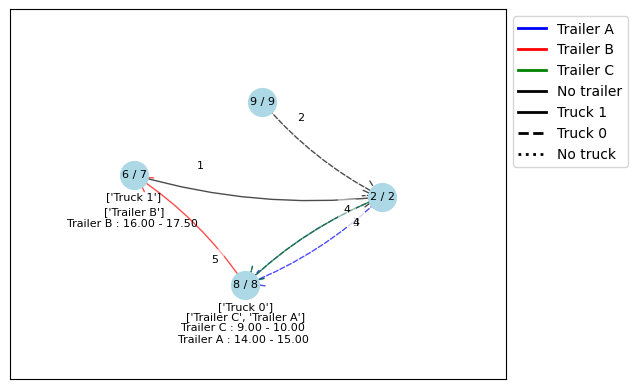 Trailer A
Trailer B
Trailer C
No trailer
Truck 1
Truck 0
No truck
9 / 9
2
1
6 / 7
['Truck 1']
['Trailer B']
Trailer B : 16.00 - 17.50
2 / 2
4
4
5
8 / 8
['Truck 0']
['Trailer C', 'Trailer A']
Trailer C : 9.00 - 10.00
Trailer A : 14.00 - 15.00